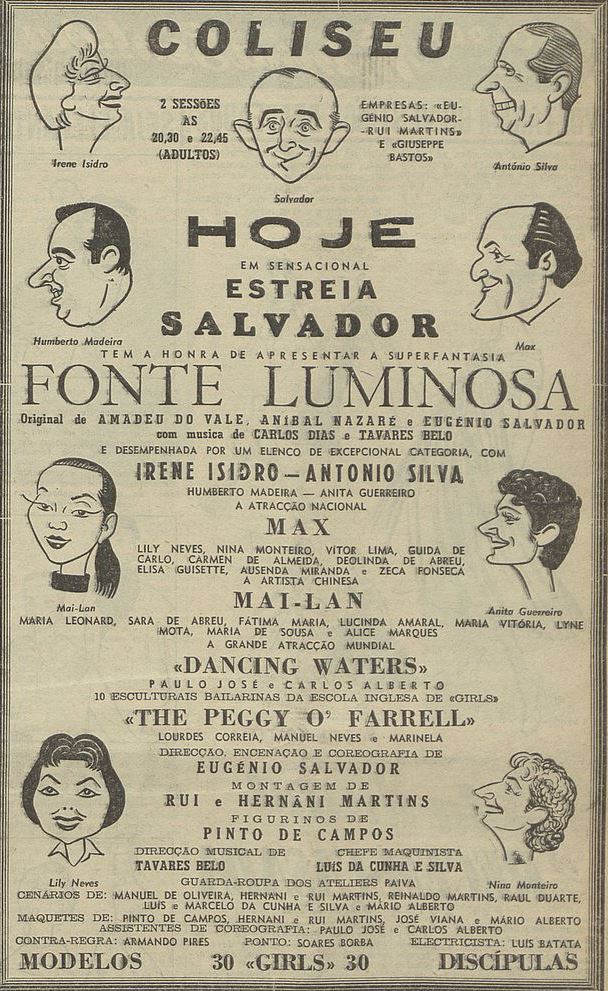 COLISEU
Irene Isidro
2 SESSÕES
ÀS
20,30 e 22,45
(ADULTOS)
Salvador
EMPRESAS: «EU-
GÉNIO SALVADOR-
-RUI MARTINS»
E «GIUSEPPE
BASTOS»
António Silva
HOJE
EM SENSACIONAL
ESTREIA
SALVADOR
Humberto Madeira
Max
TEM A HONRA DE APRESENTAR A SUPERFANTASIA
FONTE LUMINOSA
Original de AMADEU DO VALE, ANÍBAL NAZARÉ e EUGÉNIO SALVADOR
com musica de CARLOS DIAS e TAVARES BELO
E DESEMPENHADA POR UM ELENCO DE EXCEPCIONAL CATEGORIA, COM
IRENE ISIDRO — ANTONIO SILVA
HUMBERTO MADEIRA — ANITA GUERREIRO
A ATRACÇÃO NACIONAL
MAX
LILY NEVES, NINA MONTEIRO, VÍTOR LIMA, GUIDA DE
CARLO, CARMEN DE ALMEIDA, DEOLINDA DE ABREU,
ELISA GUISETTE, AUSENDA MIRANDA e ZECA FONSECA
A ARTISTA CHINESA
MAI-LAN
Mai-Lan
Anita Guerreiro
MARIA LEONARD, SARA DE ABREU, FÁTIMA MARIA, LUCINDA AMARAL, MARIA VITÓRIA, LYNE
MOTA, MARIA DE SOUSA e ALICE MARQUES
A GRANDE ATRACÇÃO MUNDIAL
«DANCING WATERS»
PAULO JOSÉ e CARLOS ALBERTO
10 ESCULTURAIS BAILARINAS DA ESCOLA INGLESA DE «GIRLS»
«THE PEGGY O' FARRELL»
LOURDES CORREIA, MANUEL NEVES e MARINELA
DIRECÇÃO, ENCENAÇÃO E COREOGRAFIA DE
EUGÉNIO SALVADOR
MONTAGEM DE
RUI e HERNÂNI MARTINS
FIGURINOS DE
PINTO DE CAMPOS
DIRECÇÃO MUSICAL DE
TAVARES BELO
CHEFE MAQUINISTA
LUÍS DA CUNHA E SILVA
Lily Neves
GUARDA-ROUPA DOS ATELIERS PAIVA
Nina Monteiro
CENÁRIOS DE: MANUEL DE OLIVEIRA, HERNANI e RUI MARTINS, REINALDO MARTINS, RAUL DUARTE,
LUÍS e MARCELO DA CUNHA E SILVA e MÁRIO ALBERTO
MAQUETES DE: PINTO DE CAMPOS, HERNANI e RUI MARTINS, JOSÉ VIANA e MÁRIO ALBERTO
ASSISTENTES DE COREOGRAFIA: PAULO JOSÉ e CARLOS ALBERTO
CONTRA-REGRA: ARMANDO PIRES PONTO: SOARES BORBA ELECTRICISTA: LUIS BATATA
MODELOS 30 «GIRLS» 30 DISCÍPULAS